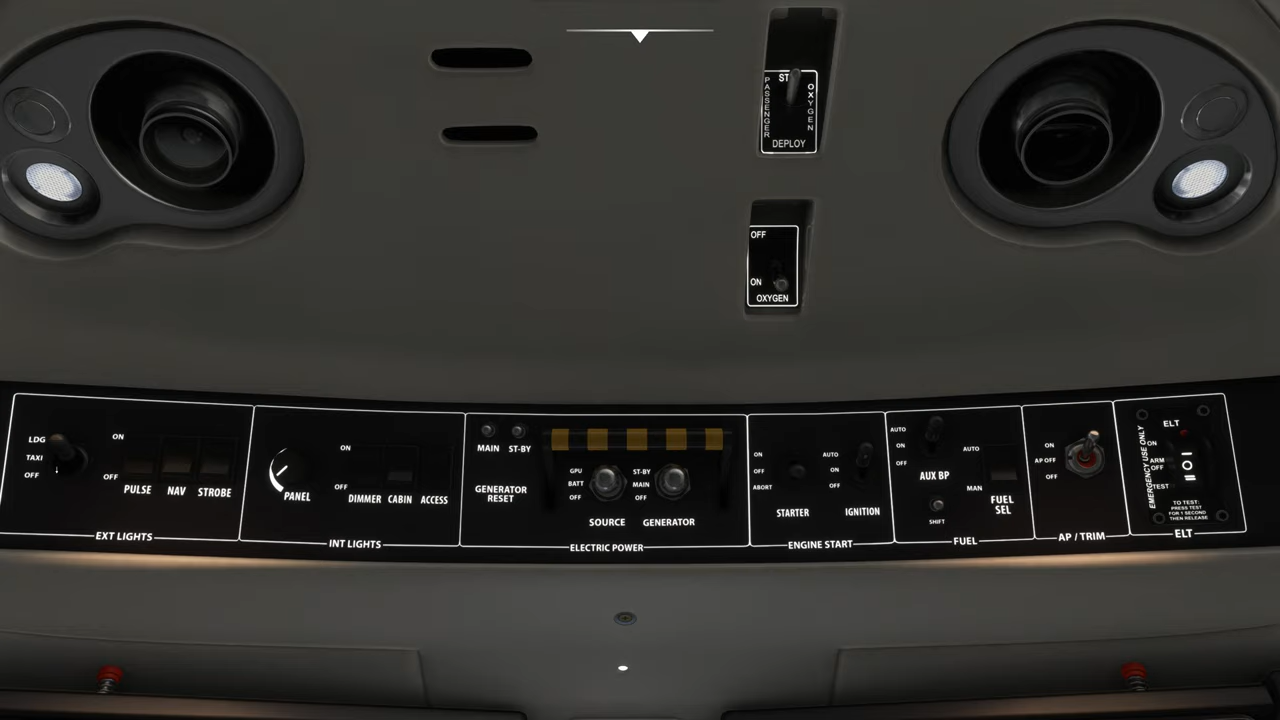 ST
PASSENGER
OXYGEN
DEPLOY
OFF
ON
OXYGEN
LDG
TAXI
OFF
ON
OFF
PULSE
NAV
STROBE
EXT LIGHTS
PANEL
ON
OFF
DIMMER
CABIN
ACCESS
INT LIGHTS
MAIN
ST-BY
GENERATOR
RESET
GPU
BATT
OFF
SOURCE
ST-BY
MAIN
OFF
GENERATOR
ELECTRIC POWER
ON
OFF
ABORT
STARTER
AUTO
ON
OFF
IGNITION
ENGINE START
AUTO
ON
OFF
AUX BP
SHIFT
AUTO
MAN
FUEL
SEL
FUEL
ON
AP OFF
OFF
AP / TRIM
EMERGENCY USE ONLY
ELT
ON
ARM
OFF
TEST
TO TEST:
PRESS TEST
FOR 1 SECOND
THEN RELEASE
ELT